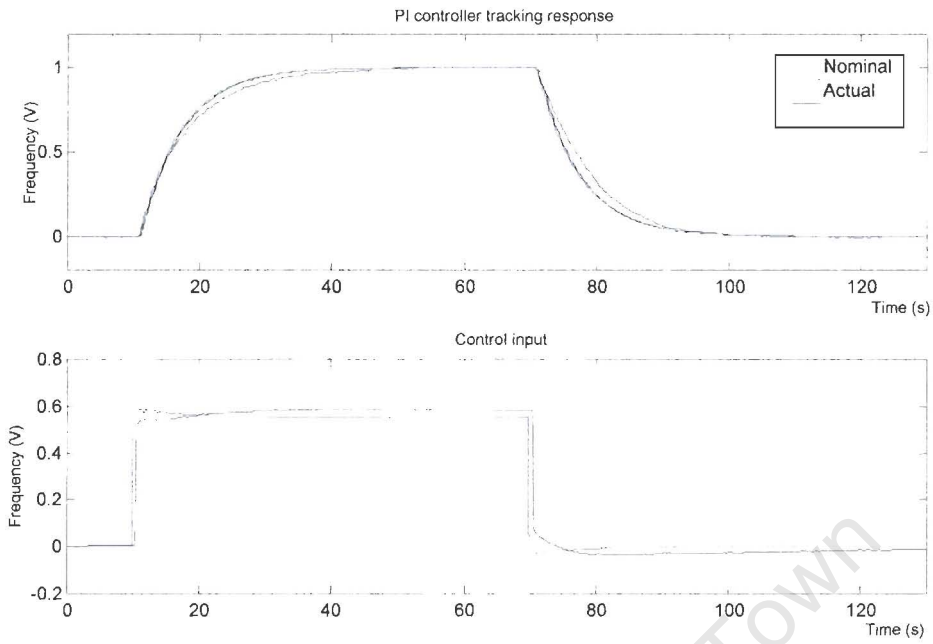 PI controller tracking response
Frequency (V)
1
0.5
0
0 20 40 60 80 100 120
Time (s)
Nominal
Actual
Control input
Frequency (V)
0.8
0.6
0.4
0.2
0
-0.2
0 20 40 60 80 100 120
Time (s)
Town